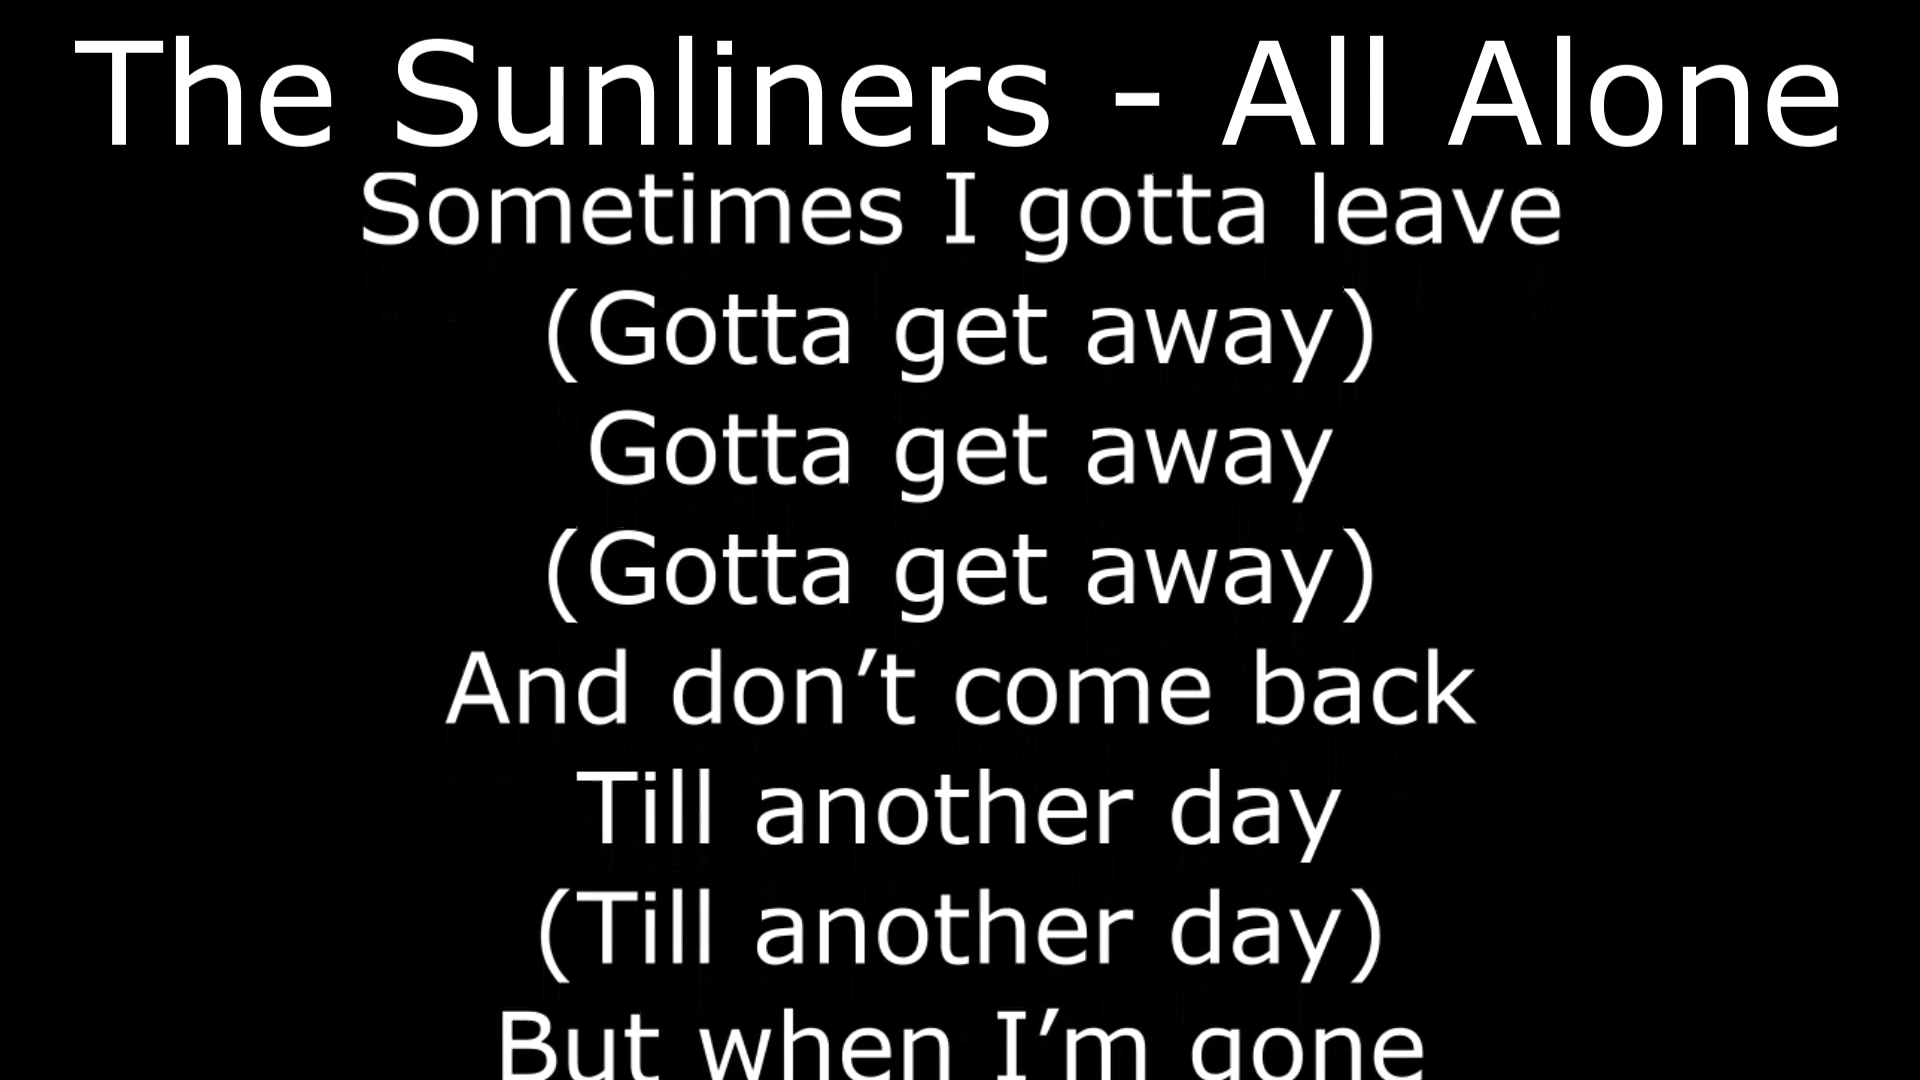 The Sunliners - All Alone
Sometimes I gotta leave
(Gotta get away)
Gotta get away
(Gotta get away)
And don’t come back
Till another day
(Till another day)
But when I’m gone